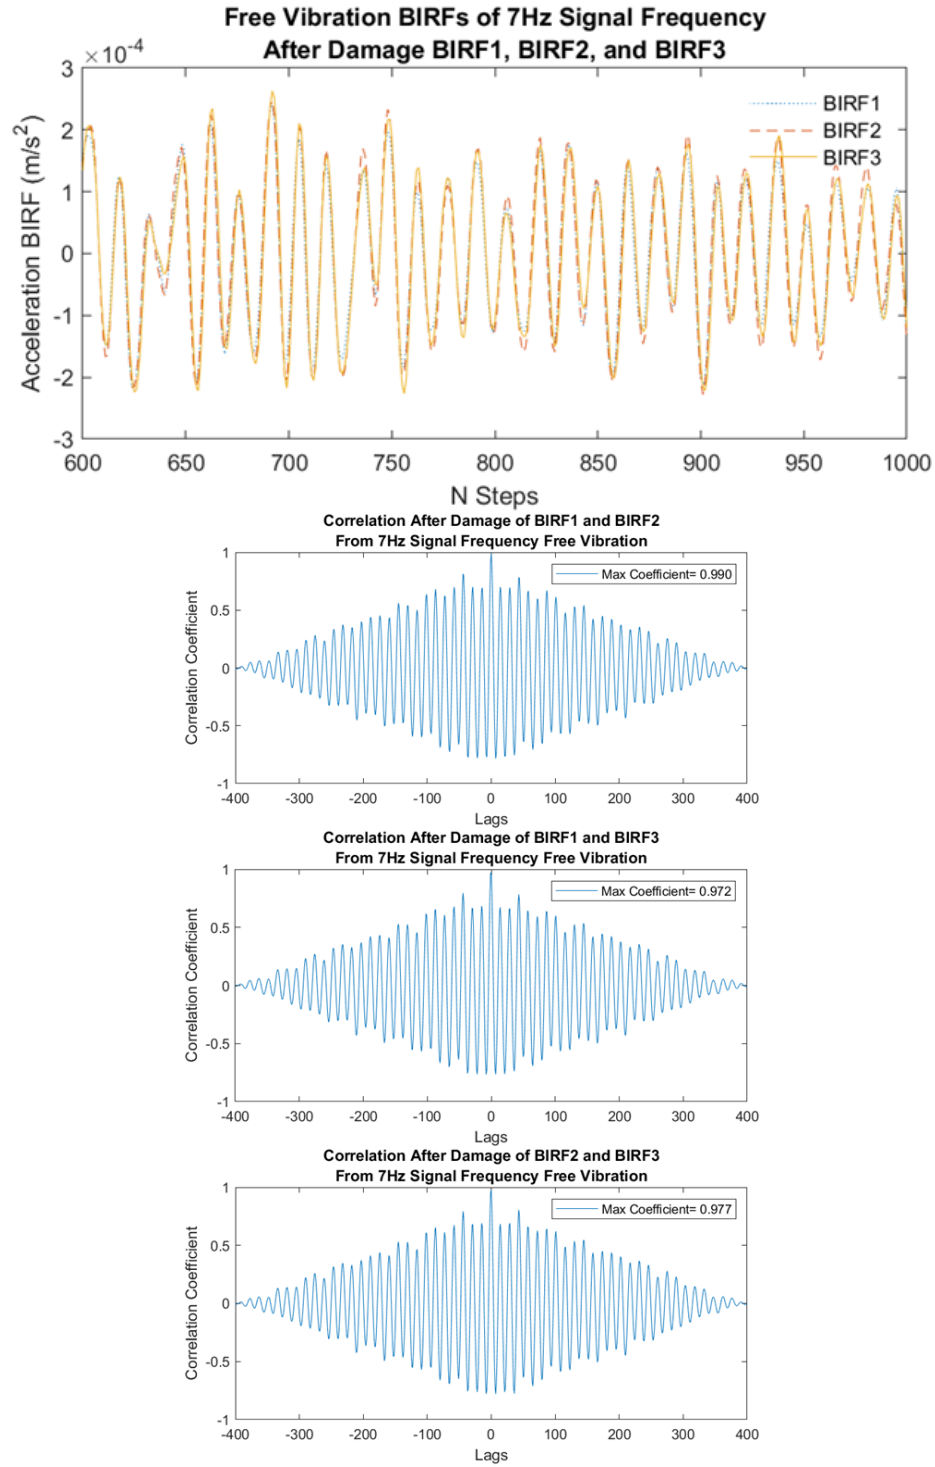 Free Vibration BIRFs of 7Hz Signal Frequency
After Damage BIRF1, BIRF2, and BIRF3
×10-4
Acceleration BIRF (m/s2)
3
2
1
0
-1
-2
-3
BIRF1
BIRF2
BIRF3
600 650 700 750 800 850 900 950 1000
N Steps
Correlation After Damage of BIRF1 and BIRF2
From 7Hz Signal Frequency Free Vibration
Correlation Coefficient
1
0.5
0
-0.5
-1
Max Coefficient= 0.990
-400 -300 -200 -100 0 100 200 300 400
Lags
Correlation After Damage of BIRF1 and BIRF3
From 7Hz Signal Frequency Free Vibration
Correlation Coefficient
1
0.5
0
-0.5
-1
Max Coefficient= 0.972
-400 -300 -200 -100 0 100 200 300 400
Lags
Correlation After Damage of BIRF2 and BIRF3
From 7Hz Signal Frequency Free Vibration
Correlation Coefficient
1
0.5
0
-0.5
-1
Max Coefficient= 0.977
-400 -300 -200 -100 0 100 200 300 400
Lags